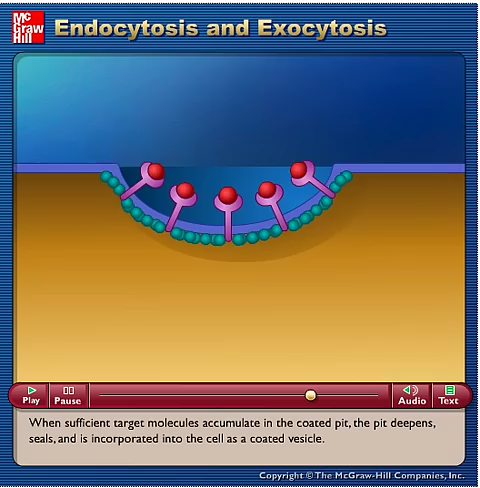 Mc
Graw
Hill
Endocytosis and Exocytosis
Play
Pause
Audio
Text
When sufficient target molecules accumulate in the coated pit, the pit deepens,
seals, and is incorporated into the cell as a coated vesicle.
Copyright © The McGraw-Hill Companies, Inc.